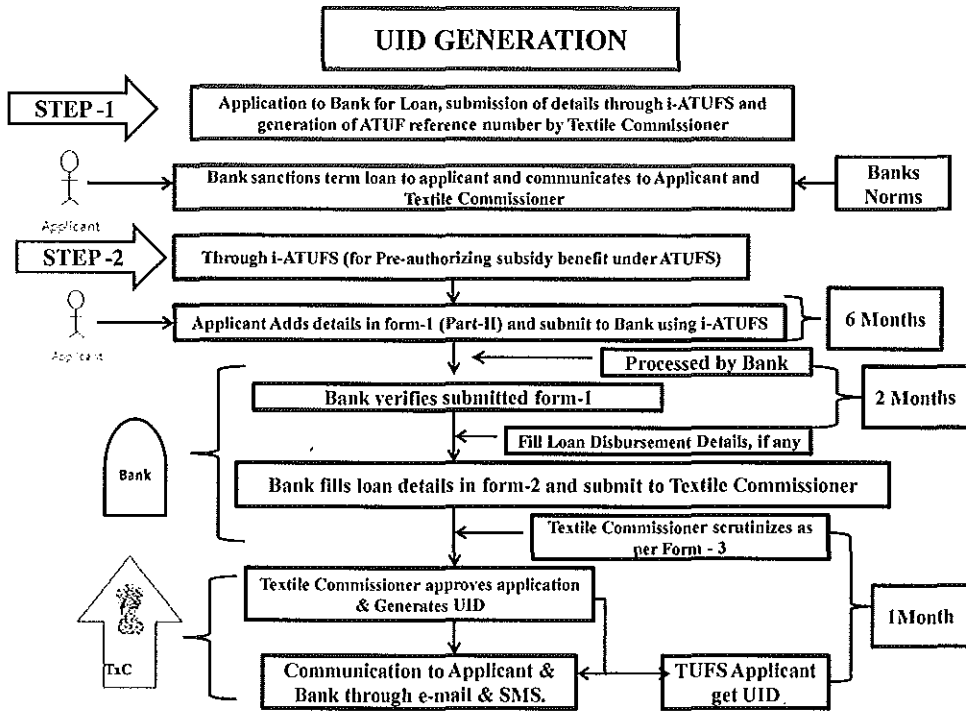 UID GENERATION
STEP -1
Application to Bank for Loan, submission of details through i-ATUFS and
generation of ATUF reference number by Textile Commissioner
Applicant
Bank sanctions term loan to applicant and communicates to Applicant and
Textile Commissioner
Banks
Norms
STEP -2
Through i-ATUFS (for Pre-authorizing subsidy benefit under ATUFS)
Applicant
Applicant Adds details in form-1 (Part-II) and submit to Bank using i-ATUFS
6 Months
Processed by Bank
Bank verifies submitted form-1
2 Months
Fill Loan Disbursement Details, if any
Bank
Bank fills loan details in form-2 and submit to Textile Commissioner
Textile Commissioner scrutinizes as
per Form - 3
Textile Commissioner approves application
& Generates UID
1Month
TxC
Communication to Applicant &
Bank through e-mail & SMS.
TUFS Applicant
get UID